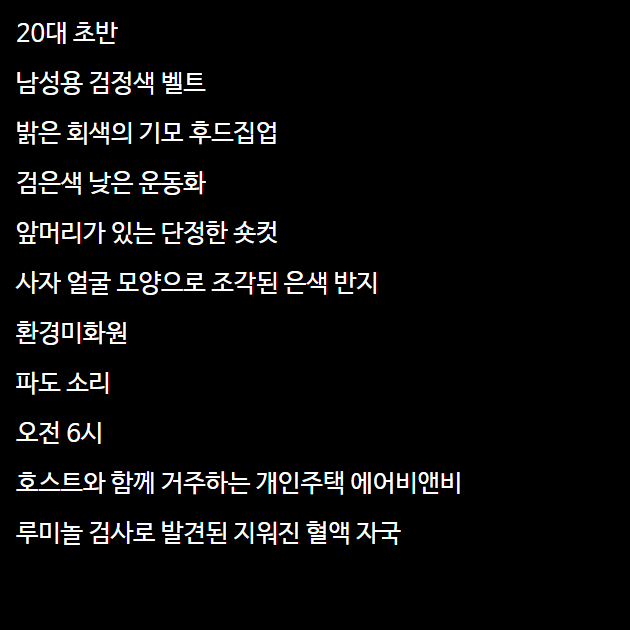 20대 초반
남성용 검정색 벨트
밝은 회색의 기모 후드집업
검은색 낮은 운동화
앞머리가 있는 단정한 숏컷
사자 얼굴 모양으로 조각된 은색 반지
환경미화원
파도 소리
오전 6시
호스트와 함께 거주하는 개인주택 에어비앤비
루미놀 검사로 발견된 지워진 혈액 자국